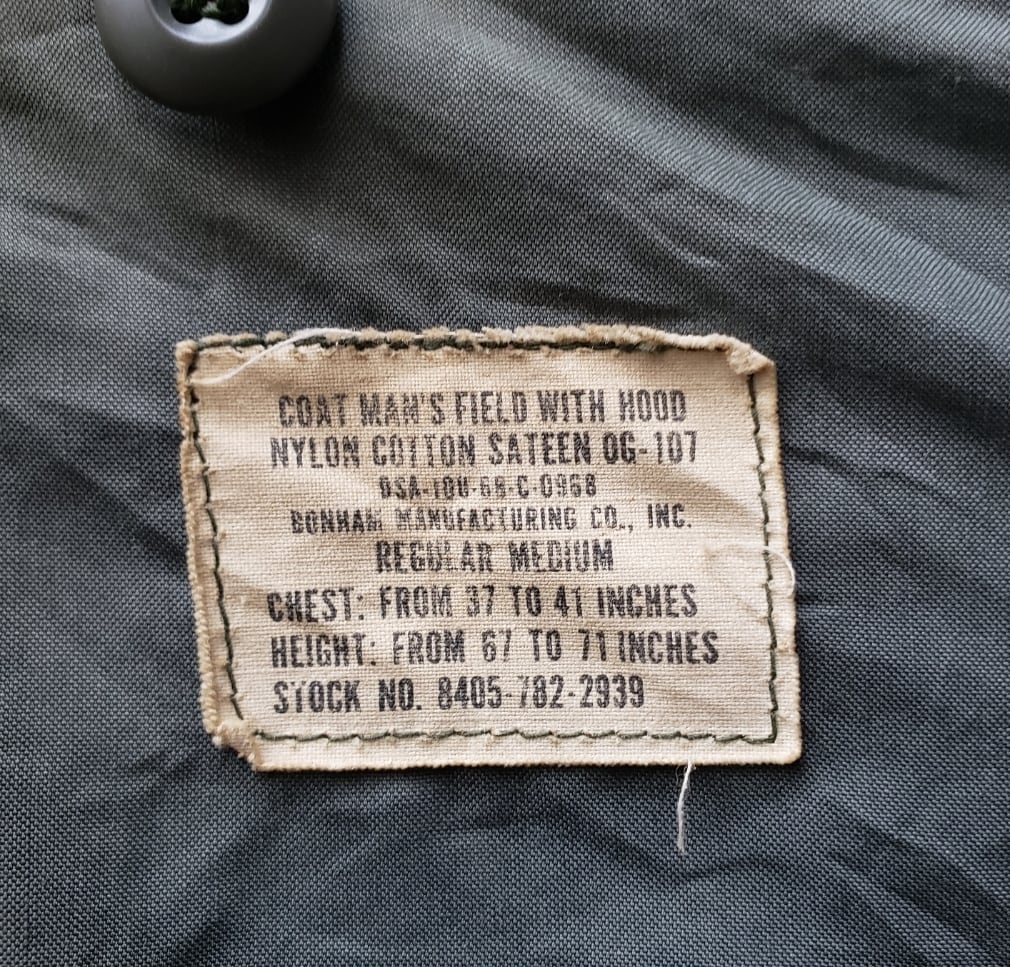 COAT MAN'S FIELD WITH HOOD
NYLON COTTON SATEEN OG-107
DSA-100-69-C-0968
BONHAM MANUFACTURING CO., INC.
REGULAR MEDIUM
CHEST: FROM 37 TO 41 INCHES
HEIGHT: FROM 67 TO 71 INCHES
STOCK NO. 8405-782-2939